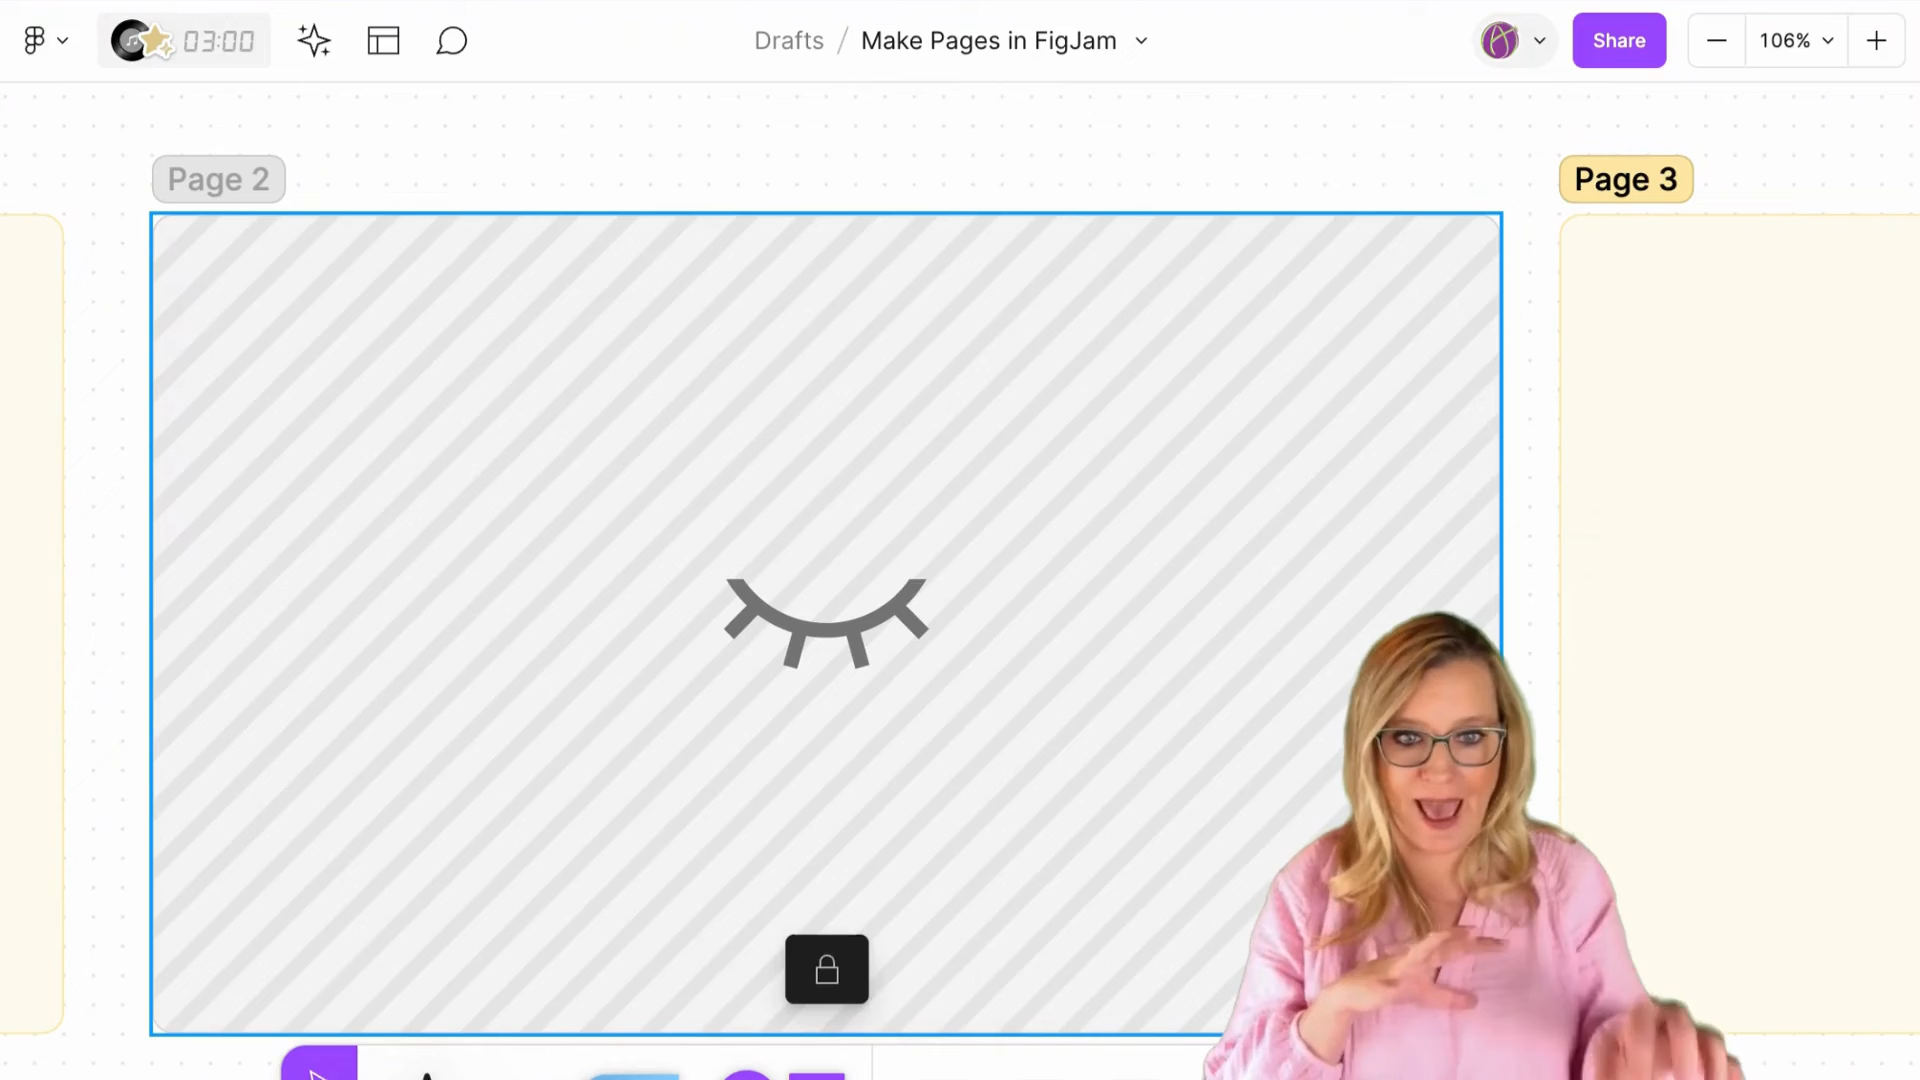 03:00
Drafts / Make Pages in FigJam
Share
106%
Page 2
Page 3